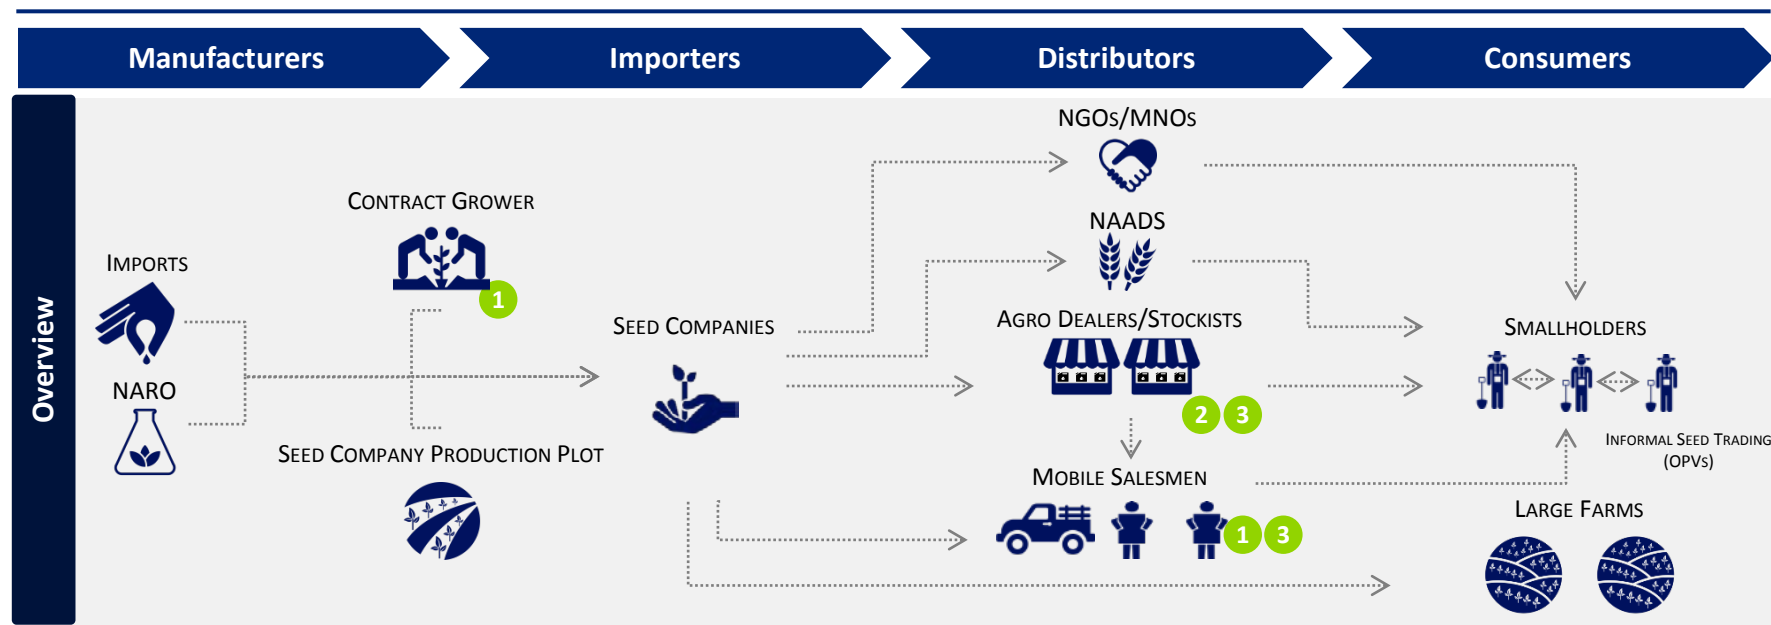 Manufacturers
Importers
Distributors
Consumers
Overview
IMPORTS
NARO
CONTRACT GROWER
1
SEED COMPANY PRODUCTION PLOT
SEED COMPANIES
NGOS/MNOS
NAADS
AGRO DEALERS/STOCKISTS
2 3
MOBILE SALESMEN
1 3
SMALLHOLDERS
INFORMAL SEED TRADING
(OPVS)
LARGE FARMS